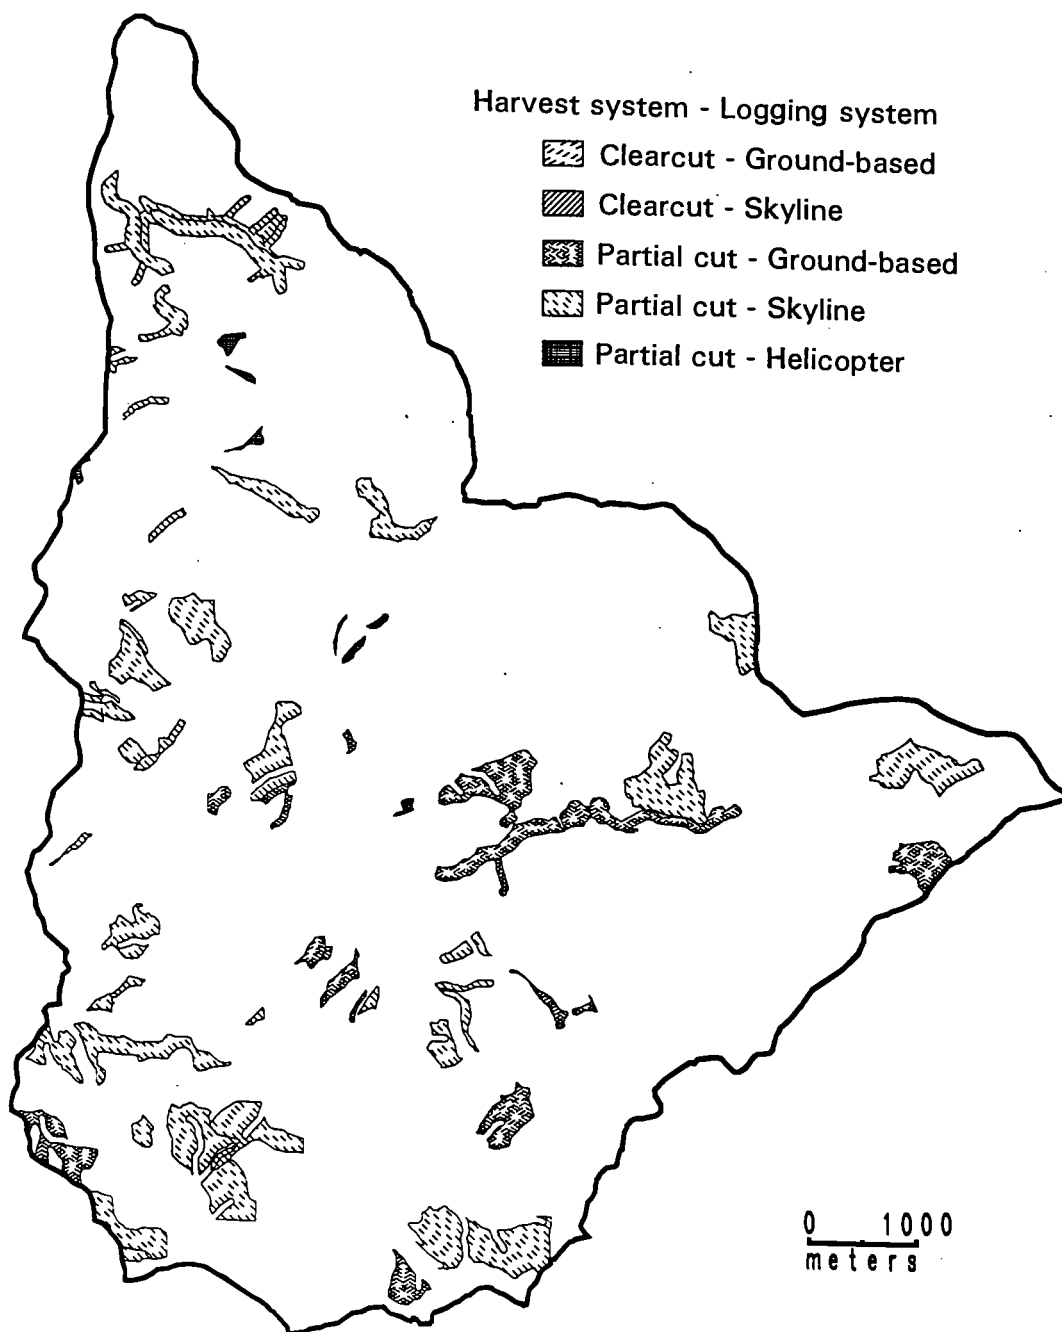 Harvest system - Logging system
Clearcut - Ground-based
Clearcut - Skyline
Partial cut - Ground-based
Partial cut - Skyline
Partial cut - Helicopter
0 1000
meters